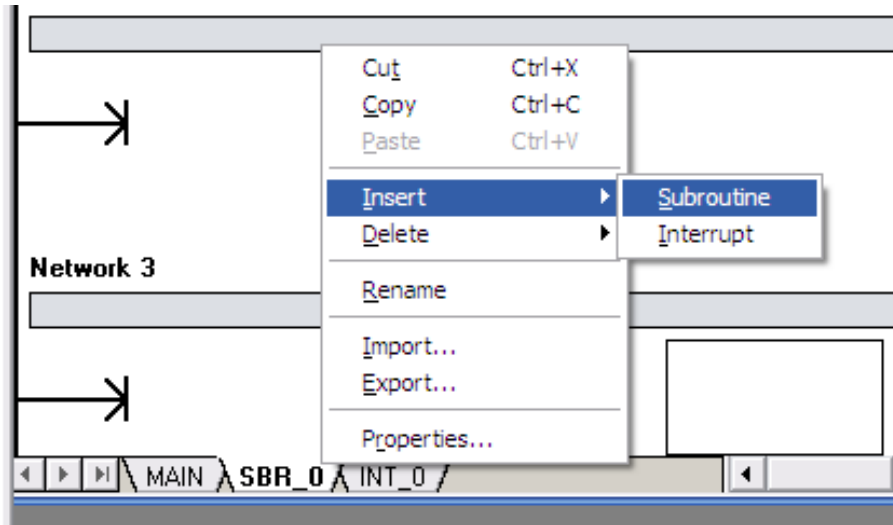 Cut Ctrl+X
Copy Ctrl+C
Paste Ctrl+V
Insert Subroutine
Delete Interrupt
Network 3
Rename
Import...
Export...
Properties...
MAIN SBR_0 INT_0